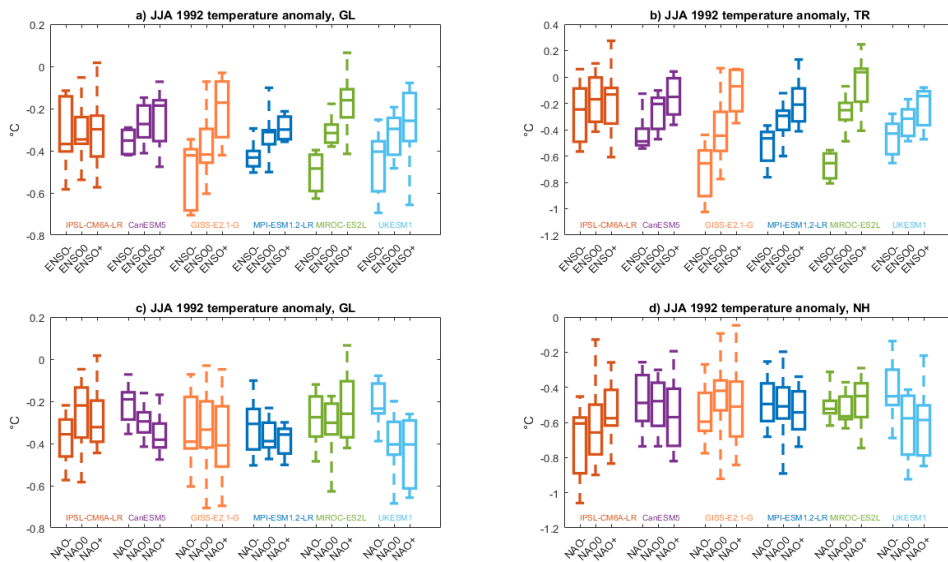 a) JJA 1992 temperature anomaly, GL
0.2
0
-0.2
-0.4
-0.6
-0.8
°C
IPSL-CM6A-LR CanESM5 GISS-E2.1-G MPI-ESM1.2-LR MIROC-ES2L UKESM1
ENSO- ENSO0 ENSO+ ENSO- ENSO0 ENSO+ ENSO- ENSO0 ENSO+ ENSO- ENSO0 ENSO+ ENSO- ENSO0 ENSO+ ENSO- ENSO0 ENSO+
b) JJA 1992 temperature anomaly, TR
0.4
0.2
0
-0.2
-0.4
-0.6
-0.8
-1
-1.2
°C
IPSL-CM6A-LR CanESM5 GISS-E2.1-G MPI-ESM1.2-LR MIROC-ES2L UKESM1
ENSO- ENSO0 ENSO+ ENSO- ENSO0 ENSO+ ENSO- ENSO0 ENSO+ ENSO- ENSO0 ENSO+ ENSO- ENSO0 ENSO+ ENSO- ENSO0 ENSO+
c) JJA 1992 temperature anomaly, GL
0.2
0
-0.2
-0.4
-0.6
-0.8
°C
IPSL-CM6A-LR CanESM5 GISS-E2.1-G MPI-ESM1.2-LR MIROC-ES2L UKESM1
NAO- NAO0 NAO+ NAO- NAO0 NAO+ NAO- NAO0 NAO+ NAO- NAO0 NAO+ NAO- NAO0 NAO+ NAO- NAO0 NAO+
d) JJA 1992 temperature anomaly, NH
0
-0.2
-0.4
-0.6
-0.8
-1
-1.2
°C
IPSL-CM6A-LR CanESM5 GISS-E2.1-G MPI-ESM1.2-LR MIROC-ES2L UKESM1
NAO- NAO0 NAO+ NAO- NAO0 NAO+ NAO- NAO0 NAO+ NAO- NAO0 NAO+ NAO- NAO0 NAO+ NAO- NAO0 NAO+